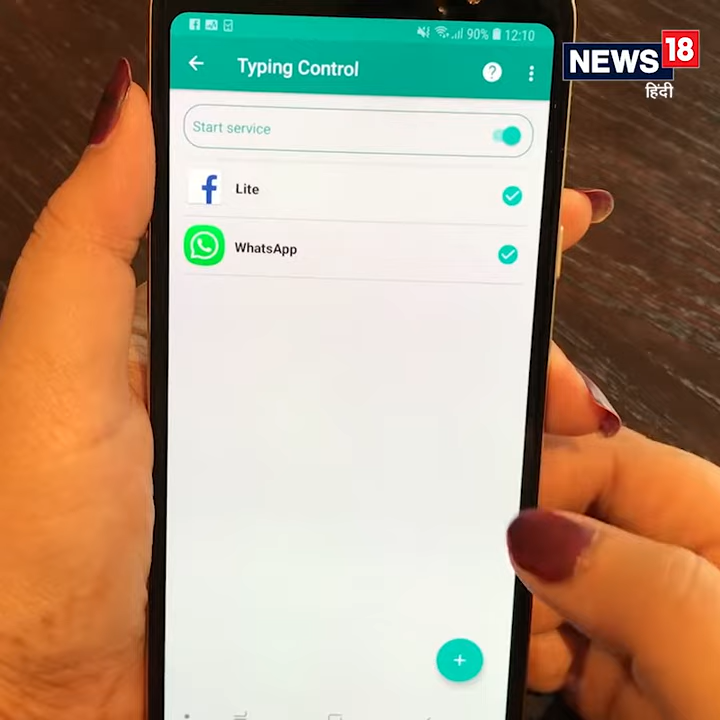 90% 12:10
Typing Control
?
NEWS 18
हिंदी
Start service
f Lite
WhatsApp
+